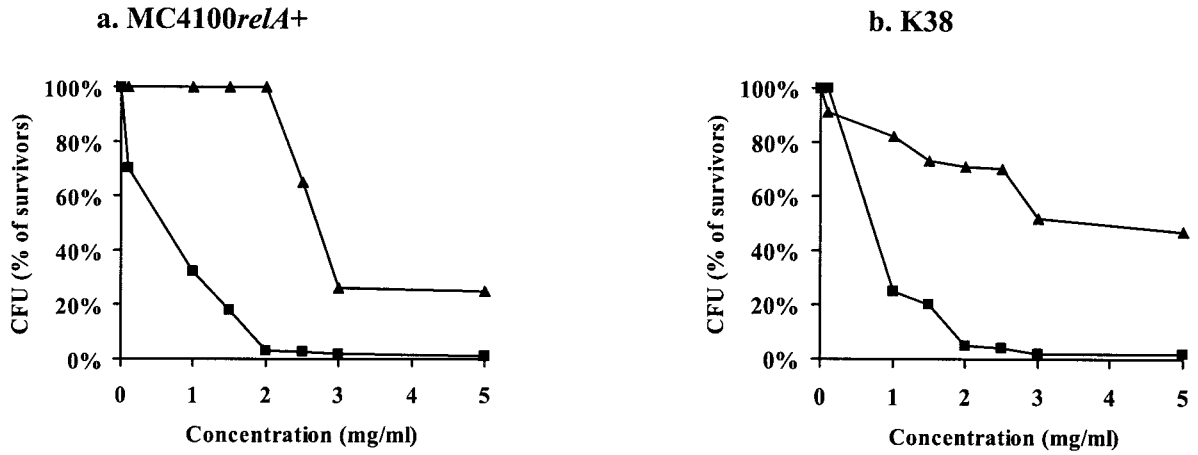 a. MC4100relA+
CFU (% of survivors)
100%
80%
60%
40%
20%
0%
0 1 2 3 4 5
Concentration (mg/ml)
b. K38
CFU (% of survivors)
100%
80%
60%
40%
20%
0%
0 1 2 3 4 5
Concentration (mg/ml)